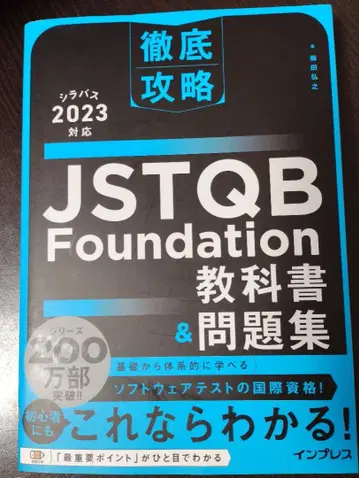 徹底
攻略
シラバス
2023
対応
JSTQB
Foundation
教科書
&問題集
シリーズ
200
万部
突破!!
基礎から体系的に学べる
ソフトウェアテストの国際資格!
初心者
にも
これならわかる!
「最重要ポイント」がひと目でわかる
インプレス